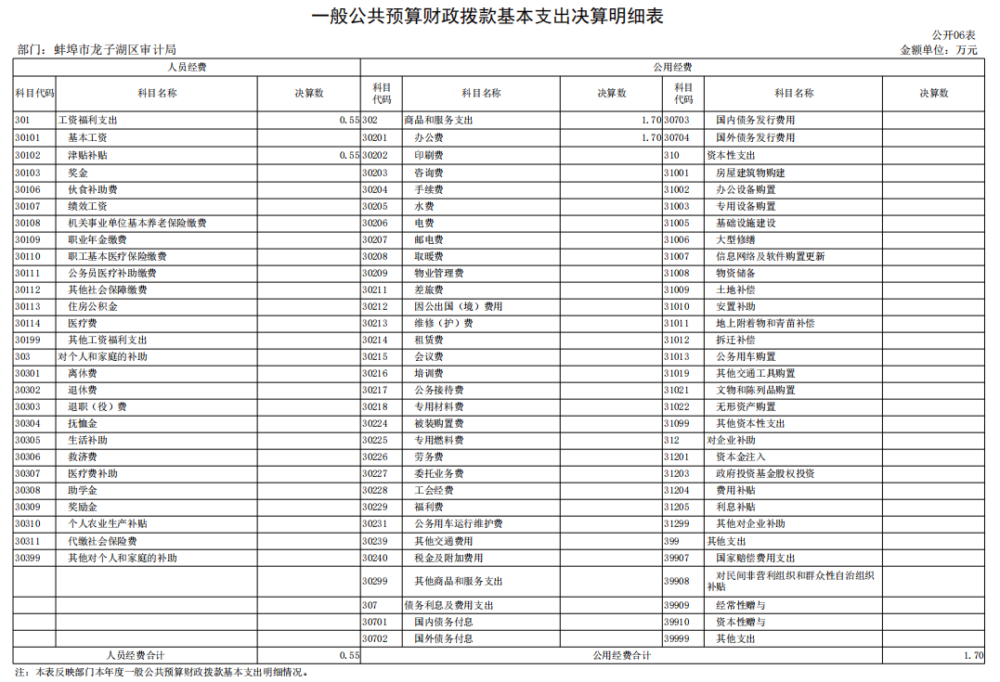 一般公共预算财政拨款基本支出决算明细表
公开06表
部门：蚌埠市龙子湖区审计局 金额单位：万元
人员经费 公用经费
科目代码 科目名称 决算数 科目代码 科目名称 决算数 科目代码 科目名称 决算数
301 工资福利支出 0.55 302 商品和服务支出 1.70 30703 国内债务发行费用
30101 基本工资 30201 办公费 1.70 30704 国外债务发行费用
30102 津贴补贴 0.55 30202 印刷费 310 资本性支出
30103 奖金 30203 咨询费 31001 房屋建筑物购建
30106 伙食补助费 30204 手续费 31002 办公设备购置
30107 绩效工资 30205 水费 31003 专用设备购置
30108 机关事业单位基本养老保险缴费 30206 电费 31005 基础设施建设
30109 职业年金缴费 30207 邮电费 31006 大型修缮
30110 职工基本医疗保险缴费 30208 取暖费 31007 信息网络及软件购置更新
30111 公务员医疗补助缴费 30209 物业管理费 31008 物资储备
30112 其他社会保障缴费 30211 差旅费 31009 土地补偿
30113 住房公积金 30212 因公出国（境）费用 31010 安置补助
30114 医疗费 30213 维修（护）费 31011 地上附着物和青苗补偿
30199 其他工资福利支出 30214 租赁费 31012 拆迁补偿
303 对个人和家庭的补助 30215 会议费 31013 公务用车购置
30301 离休费 30216 培训费 31019 其他交通工具购置
30302 退休费 30217 公务接待费 31021 文物和陈列品购置
30303 退职（役）费 30218 专用材料费 31022 无形资产购置
30304 抚恤金 30224 被装购置费 31099 其他资本性支出
30305 生活补助 30225 专用燃料费 312 对企业补助
30306 救济费 30226 劳务费 31201 资本金注入
30307 医疗费补助 30227 委托业务费 31203 政府投资基金股权投资
30308 助学金 30228 工会经费 31204 费用补贴
30309 奖励金 30229 福利费 31205 利息补贴
30310 个人农业生产补贴 30231 公务用车运行维护费 31299 其他对企业补助
30311 代缴社会保险费 30239 其他交通费用 399 其他支出
30399 其他对个人和家庭的补助 30240 税金及附加费用 39907 国家赔偿费用支出
30299 其他商品和服务支出 39908 对民间非营利组织和群众性自治组织补贴
307 债务利息及费用支出 39909 经常性赠与
30701 国内债务付息 39910 资本性赠与
30702 国外债务付息 39999 其他支出
人员经费合计 0.55 公用经费合计 1.70
注：本表反映部门本年度一般公共预算财政拨款基本支出明细情况。